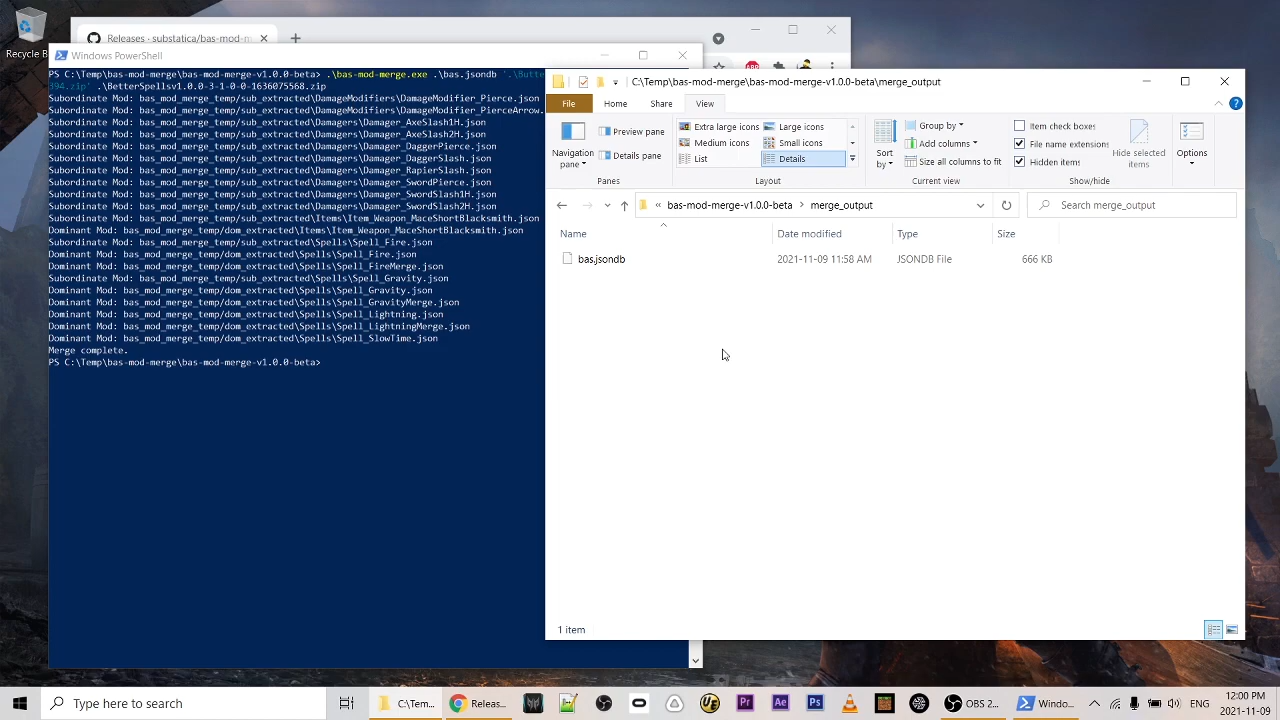 Recycle B
Releases · substatica/bas-mod-m
Windows PowerShell
PS C:\Temp\bas-mod-merge\bas-mod-merge-v1.0.0-beta> .\bas-mod-merge.exe .\bas.jsondb '.\Butte
394.zip' .\BetterSpellsv1.0.0-3-1-0-0-1636075568.zip
Subordinate Mod: bas_mod_merge_temp/sub_extracted\DamageModifiers\DamageModifier_Pierce.json
Subordinate Mod: bas_mod_merge_temp/sub_extracted\DamageModifiers\DamageModifier_PierceArrow.
Subordinate Mod: bas_mod_merge_temp/sub_extracted\Damagers\Damager_AxeSlash1H.json
Subordinate Mod: bas_mod_merge_temp/sub_extracted\Damagers\Damager_AxeSlash2H.json
Subordinate Mod: bas_mod_merge_temp/sub_extracted\Damagers\Damager_DaggerPierce.json
Subordinate Mod: bas_mod_merge_temp/sub_extracted\Damagers\Damager_DaggerSlash.json
Subordinate Mod: bas_mod_merge_temp/sub_extracted\Damagers\Damager_RapierSlash.json
Subordinate Mod: bas_mod_merge_temp/sub_extracted\Damagers\Damager_SwordPierce.json
Subordinate Mod: bas_mod_merge_temp/sub_extracted\Damagers\Damager_SwordSlash1H.json
Subordinate Mod: bas_mod_merge_temp/sub_extracted\Damagers\Damager_SwordSlash2H.json
Subordinate Mod: bas_mod_merge_temp/sub_extracted\Items\Item_Weapon_MaceShortBlacksmith.json
Dominant Mod: bas_mod_merge_temp/dom_extracted\Items\Item_Weapon_MaceShortBlacksmith.json
Subordinate Mod: bas_mod_merge_temp/sub_extracted\Spells\Spell_Fire.json
Dominant Mod: bas_mod_merge_temp/dom_extracted\Spells\Spell_Fire.json
Dominant Mod: bas_mod_merge_temp/dom_extracted\Spells\Spell_FireMerge.json
Subordinate Mod: bas_mod_merge_temp/sub_extracted\Spells\Spell_Gravity.json
Dominant Mod: bas_mod_merge_temp/dom_extracted\Spells\Spell_Gravity.json
Dominant Mod: bas_mod_merge_temp/dom_extracted\Spells\Spell_GravityMerge.json
Dominant Mod: bas_mod_merge_temp/dom_extracted\Spells\Spell_Lightning.json
Dominant Mod: bas_mod_merge_temp/dom_extracted\Spells\Spell_LightningMerge.json
Dominant Mod: bas_mod_merge_temp/dom_extracted\Spells\Spell_SlowTime.json
Merge complete.
PS C:\Temp\bas-mod-merge\bas-mod-merge-v1.0.0-beta>
C:\Temp\bas-mod-merge\bas-mod-merge-v1.0.0-beta\merge_output
File Home Share View
Navigation pane
Preview pane
Details pane
Panes
Extra large icons Large icons
Medium icons Small icons
List Details
Layout
Sort by
Group by
Add columns
Size all columns to fit
Current view
Item check boxes
File name extensions
Hidden items
Hide selected items
Show/hide
Options
« bas-mod-merge-v1.0.0-beta > merge_output
Search merge_output
Name Date modified Type Size
bas.jsondb 2021-11-09 11:58 AM JSONDB File 666 KB
1 item
Type here to search
C:\Tem...
Releas...
Pr
Ae
Ps
OBS 2...
Windo...
ENG
12:00 PM
2021-11-09